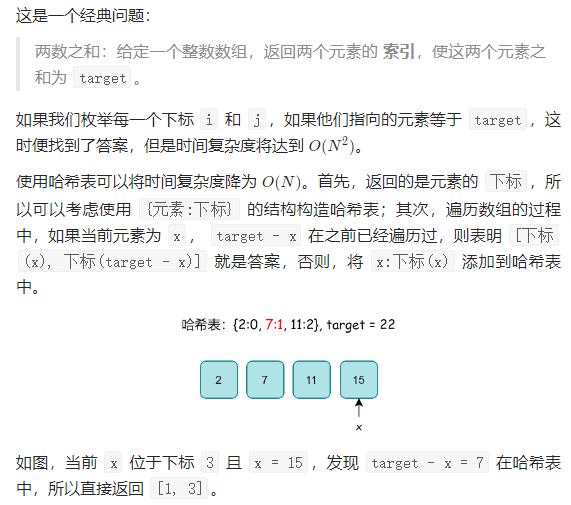 这是一个经典问题：
两数之和：给定一个整数数组，返回两个元素的 索引，使这两个元素之
和为 target。
如果我们枚举每一个下标 i 和 j，如果他们指向的元素等于 target，这
时便找到了答案，但是时间复杂度将达到 O(N²)。
使用哈希表可以将时间复杂度降为 O(N)。首先，返回的是元素的 下标，所
以可以考虑使用 {元素:下标} 的结构构造哈希表；其次，遍历数组的过程
中，如果当前元素为 x， target - x 在之前已经遍历过，则表明 [下标
(x), 下标(target - x)] 就是答案，否则，将 x:下标(x) 添加到哈希表
中。
哈希表：{2:0, 7:1, 11:2}, target = 22
2 7 11 15
x
如图，当前 x 位于下标 3 且 x = 15，发现 target - x = 7 在哈希表
中，所以直接返回 [1, 3]。